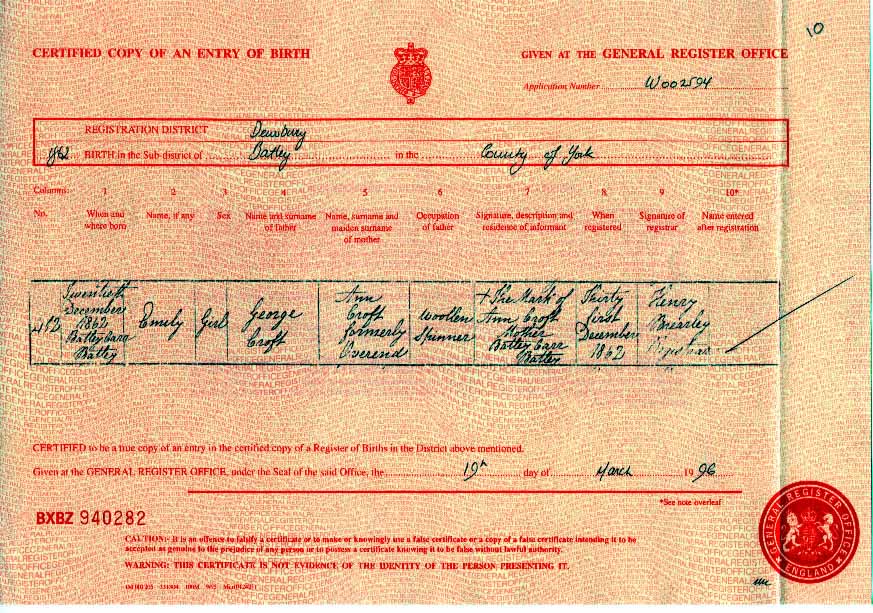 10
CERTIFIED COPY OF AN ENTRY OF BIRTH
GIVEN AT THE GENERAL REGISTER OFFICE
Application Number W002594
REGISTRATION DISTRICT Dewsbury
1862 BIRTH in the Sub-district of Batley in the County of York
Columns: 1 2 3 4 5 6 7 8 9 10*
No. When and where born Name, if any Sex Name and surname of father Name, surname and maiden surname of mother Occupation of father Signature, description and residence of informant When registered Signature of registrar Name entered after registration
412
Twentieth
December
1862
Batley Carr
Batley
Emily
Girl
George
Croft
Ann
Croft
formerly
Overend
Woollen
Spinner
+ The Mark of
Ann Croft
Mother
Batley Carr
Batley
Thirty
first
December
1862
Henry
Brearley
Registrar
CERTIFIED to be a true copy of an entry in the certified copy of a Register of Births in the District above mentioned.
Given at the GENERAL REGISTER OFFICE, under the Seal of the said Office, the 19th day of March 1996
*See note overleaf
BXBZ 940282
CAUTION:- It is an offence to falsify a certificate or to make or knowingly use a false certificate or a copy of a false certificate intending it to be
accepted as genuine to the prejudice of any person or to possess a certificate knowing it to be false without lawful authority.
WARNING: THIS CERTIFICATE IS NOT EVIDENCE OF THE IDENTITY OF THE PERSON PRESENTING IT.
GENERAL REGISTER OFFICE
ENGLAND